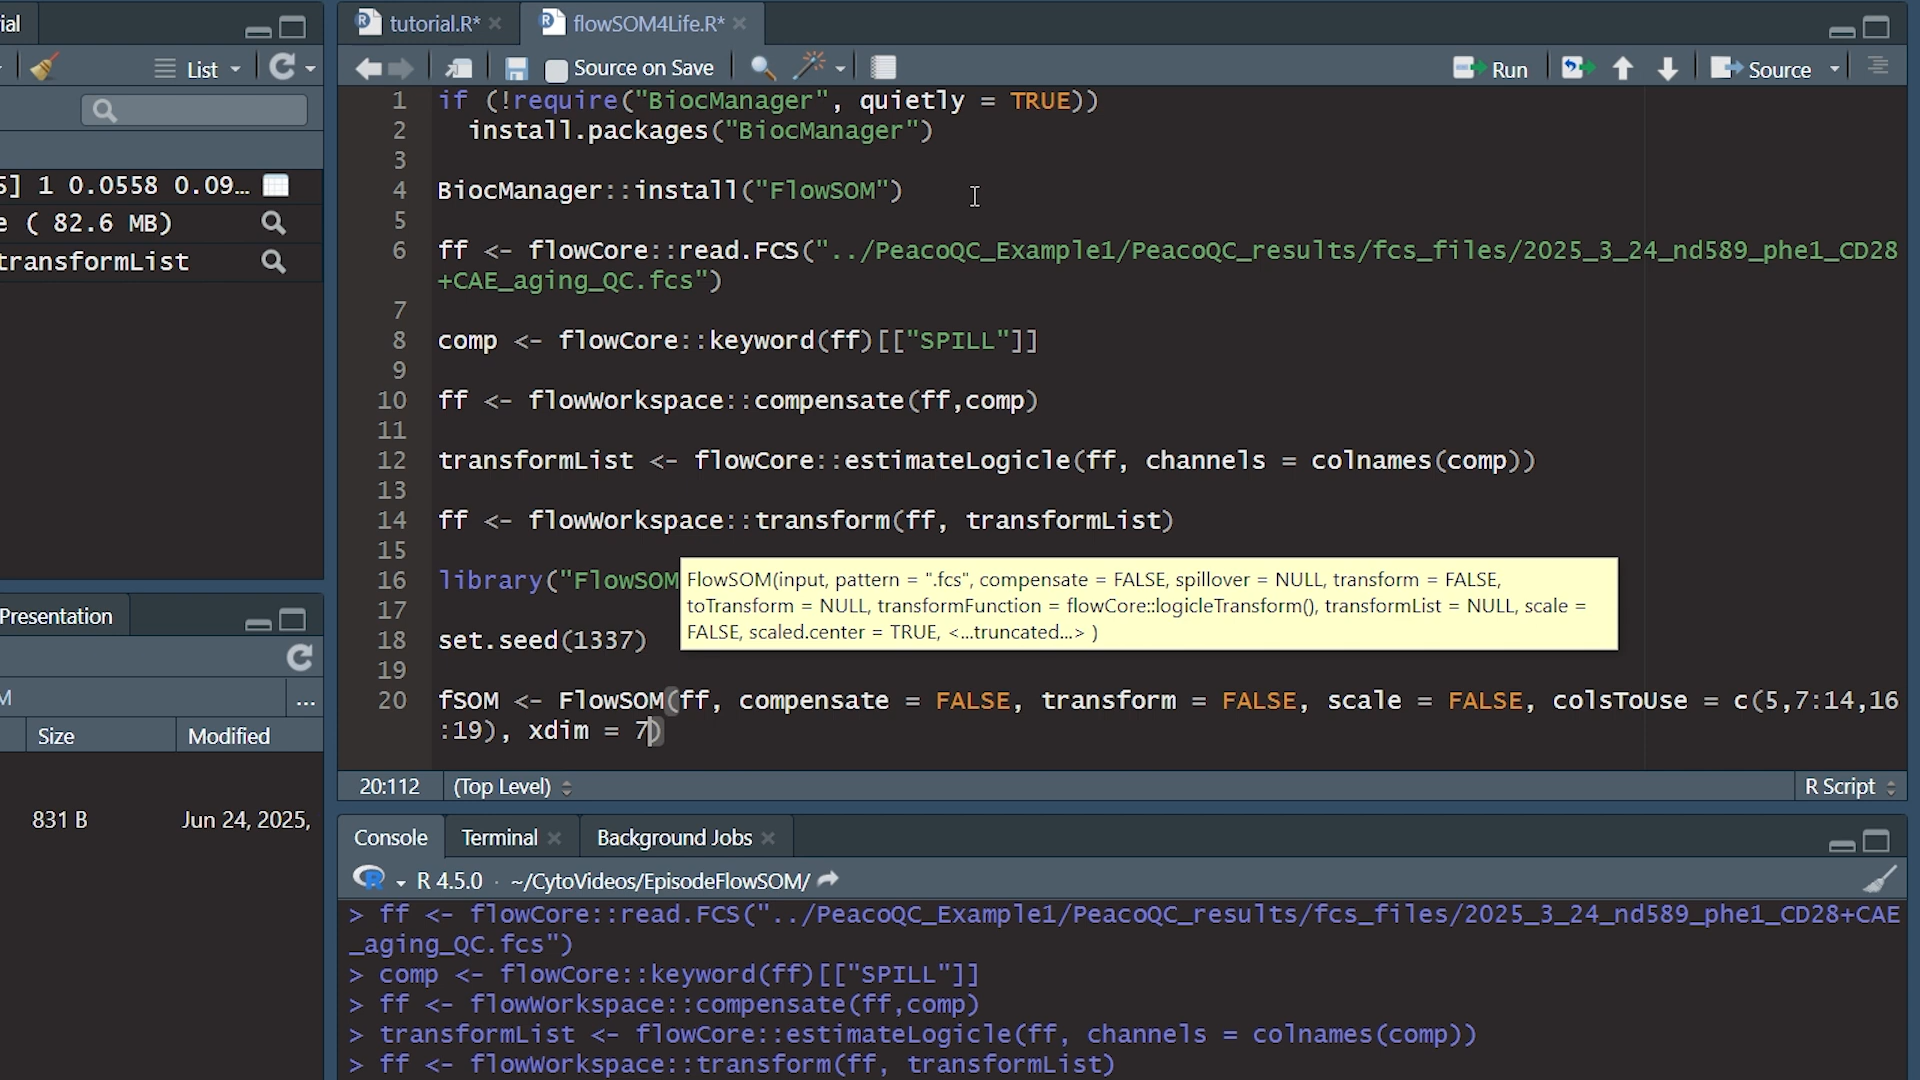 ial
List
5] 1 0.0558 0.09…
e ( 82.6 MB)
transformList
Presentation
M
...
Size Modified
831 B Jun 24, 2025,
tutorial.R* flowSOM4Life.R*
Source on Save Run Source
1 if (!require("BiocManager", quietly = TRUE))
2 install.packages("BiocManager")
3
4 BiocManager::install("FlowSOM")
5
6 ff <- flowCore::read.FCS("../PeacoQC_Example1/PeacoQC_results/fcs_files/2025_3_24_nd589_phe1_CD28
+CAE_aging_QC.fcs")
7
8 comp <- flowCore::keyword(ff)[["SPILL"]]
9
10 ff <- flowWorkspace::compensate(ff,comp)
11
12 transformList <- flowCore::estimateLogicle(ff, channels = colnames(comp))
13
14 ff <- flowWorkspace::transform(ff, transformList)
15
16 library("FlowSOM
FlowSOM(input, pattern = ".fcs", compensate = FALSE, spillover = NULL, transform = FALSE,
toTransform = NULL, transformFunction = flowCore::logicleTransform(), transformList = NULL, scale =
FALSE, scaled.center = TRUE, <...truncated...> )
17
18 set.seed(1337)
19
20 fSOM <- FlowSOM(ff, compensate = FALSE, transform = FALSE, scale = FALSE, colsToUse = c(5,7:14,16
:19), xdim = 7)
20:112 (Top Level) R Script
Console Terminal Background Jobs
R 4.5.0 · ~/CytoVideos/EpisodeFlowSOM/
> ff <- flowCore::read.FCS("../PeacoQC_Example1/PeacoQC_results/fcs_files/2025_3_24_nd589_phe1_CD28+CAE
_aging_QC.fcs")
> comp <- flowCore::keyword(ff)[["SPILL"]]
> ff <- flowWorkspace::compensate(ff,comp)
> transformList <- flowCore::estimateLogicle(ff, channels = colnames(comp))
> ff <- flowWorkspace::transform(ff, transformList)